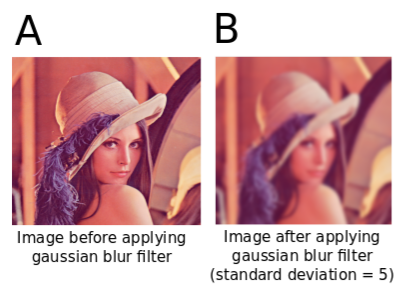 A
B
Image before applying
gaussian blur filter
Image after applying
gaussian blur filter
(standard deviation = 5)